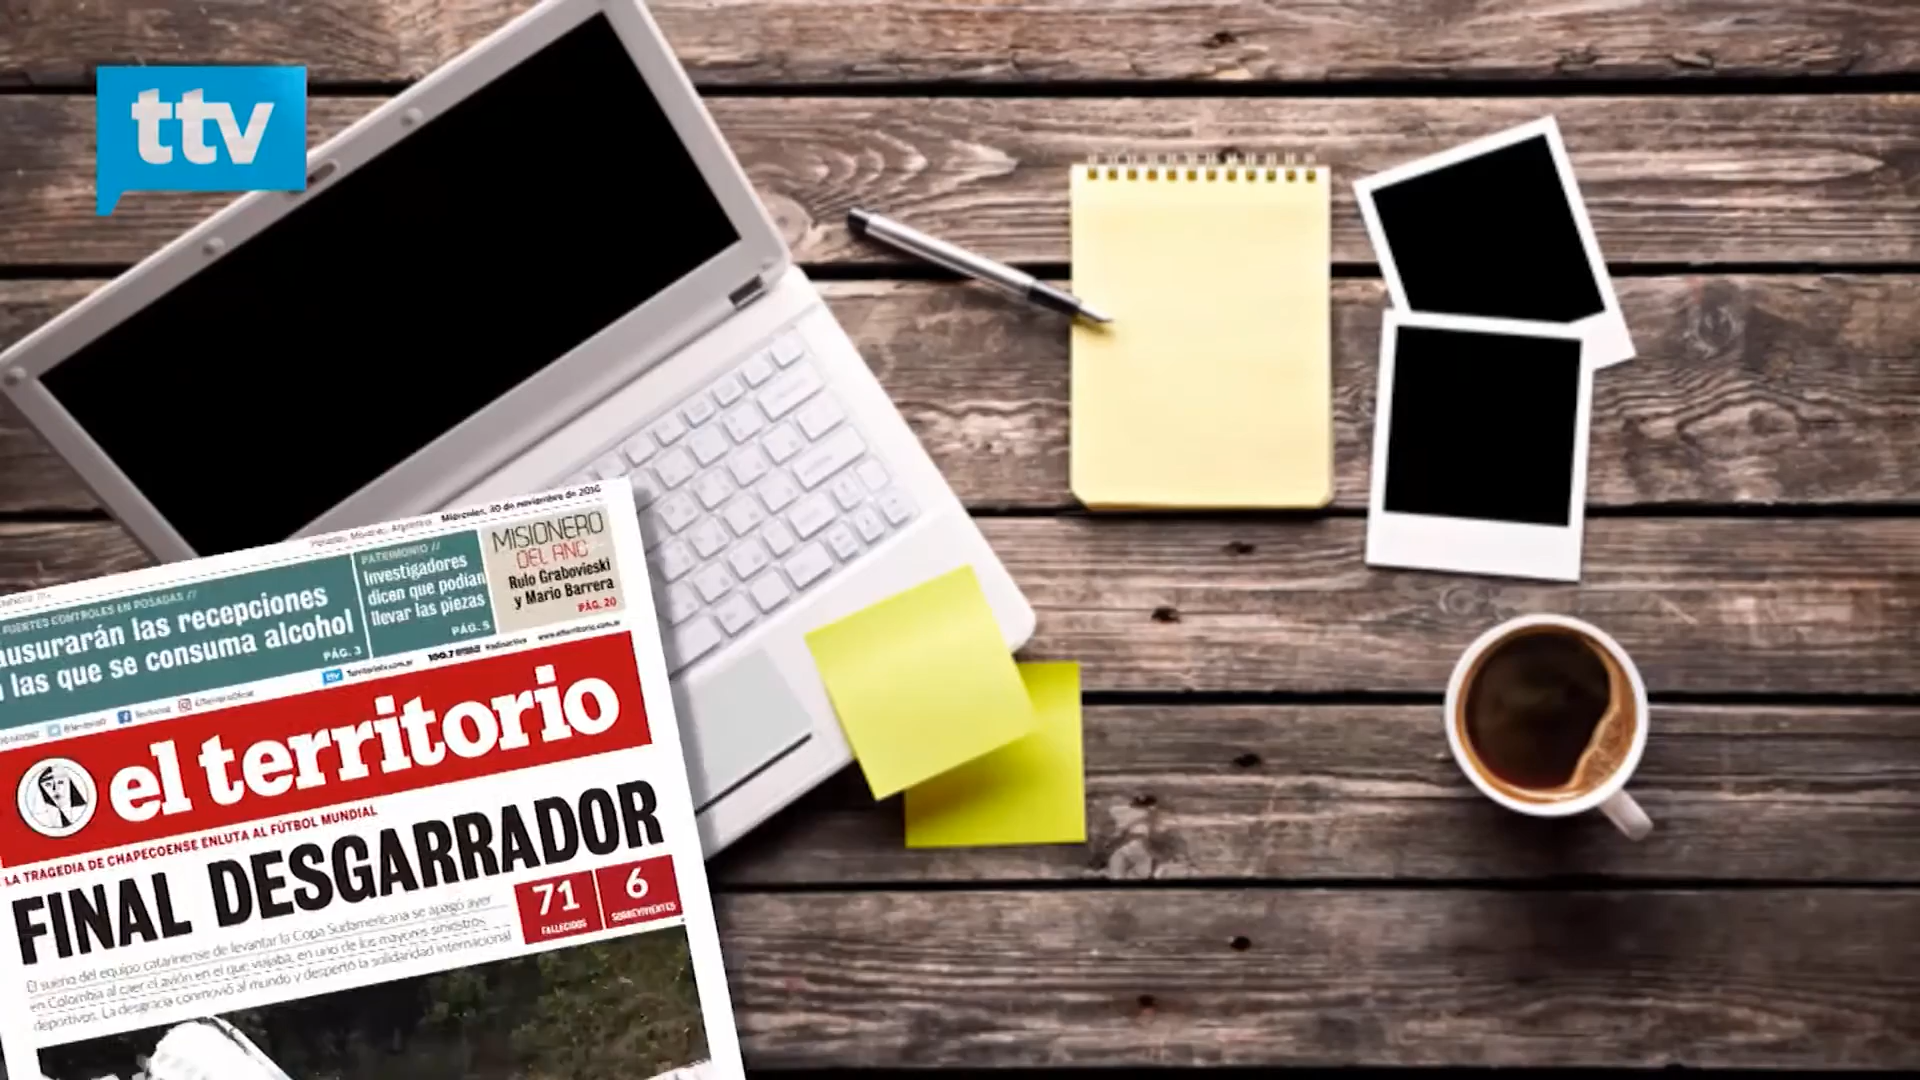 ttv
Miércoles, 30 de noviembre de 2016
FUERTES CONTROLES EN POSADAS //
ausurarán las recepciones
las que se consuma alcohol
PÁG. 3
PATRIMONIO //
Investigadores
dicen que podían
llevar las piezas
PÁG. 5
MISIONERO
DEL
Rulo Grabovieski
y Mario Barrera
PÁG. 20
ttv
100.7
www.elterritorio.com.ar
el territorio
LA TRAGEDIA DE CHAPECOENSE ENLUTA AL FÚTBOL MUNDIAL
FINAL DESGARRADOR
El sueño del equipo catarinense de levantar la Copa Sudamericana se apagó ayer
en Colombia al caer el avión en el que viajaba, en uno de los mayores siniestros
deportivos. La desgracia conmovió al mundo y despertó la solidaridad internacional
71
FALLECIDOS
6
SOBREVIVIENTES